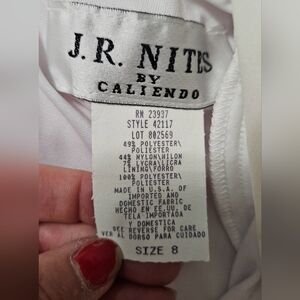 J.R. NITES
BY
CALIENDO
RN 23937
STYLE 42117
LOT 802569
49% POLYESTER\
POLIESTER
44% NYLON\NILON
7% LYCRA\LICRA
LINING/FORRO
100% POLYESTER\
POLIESTER
MADE IN U.S.A. OF
IMPORTED AND
DOMESTIC FABRIC
HECHO EN EE.UU. DE
TELA IMPORTADA
Y DOMESTICA
SEE REVERSE FOR CARE
VER AL DORSO PARA CUIDADO
SIZE 8